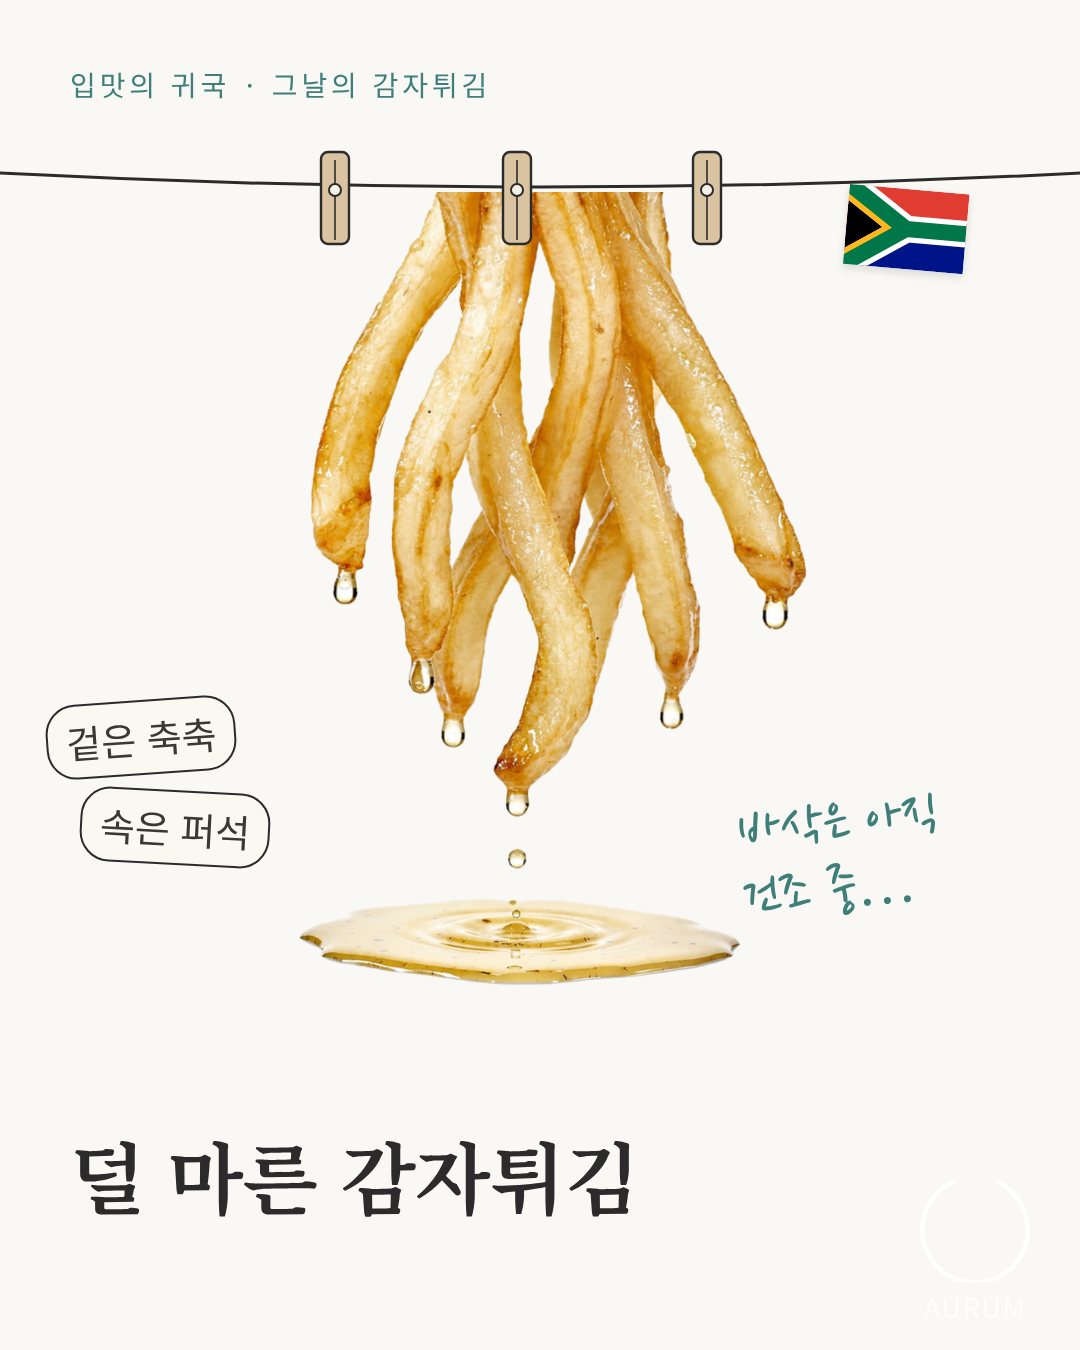 입맛의 귀국 · 그날의 감자튀김
겉은 축축
속은 퍼석
바삭은 아직
건조 중...
덜 마른 감자튀김
AURUM